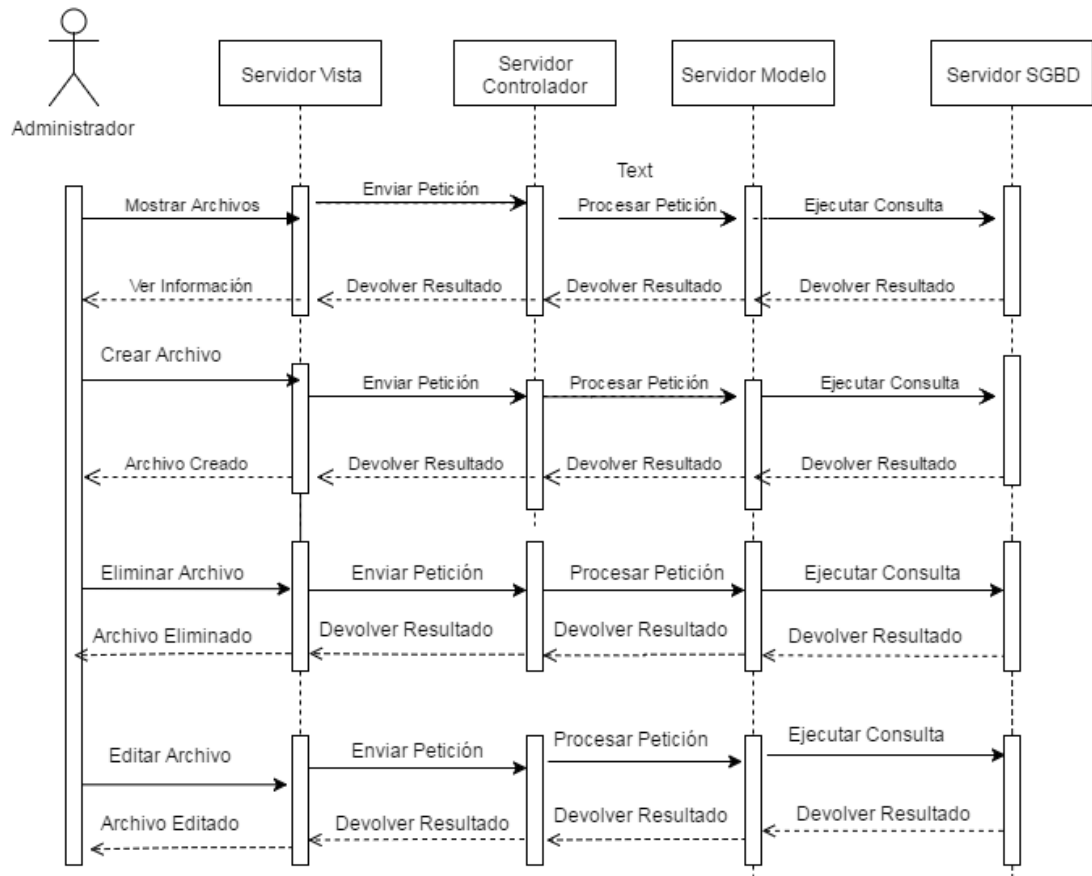 Servidor Vista
Servidor
Controlador
Servidor Modelo
Servidor SGBD
Administrador
Text
Mostrar Archivos
Enviar Petición
Procesar Petición
Ejecutar Consulta
Ver Información
Devolver Resultado
Devolver Resultado
Devolver Resultado
Crear Archivo
Enviar Petición
Procesar Petición
Ejecutar Consulta
Archivo Creado
Devolver Resultado
Devolver Resultado
Devolver Resultado
Eliminar Archivo
Enviar Petición
Procesar Petición
Ejecutar Consulta
Archivo Eliminado
Devolver Resultado
Devolver Resultado
Devolver Resultado
Editar Archivo
Enviar Petición
Procesar Petición
Ejecutar Consulta
Archivo Editado
Devolver Resultado
Devolver Resultado
Devolver Resultado